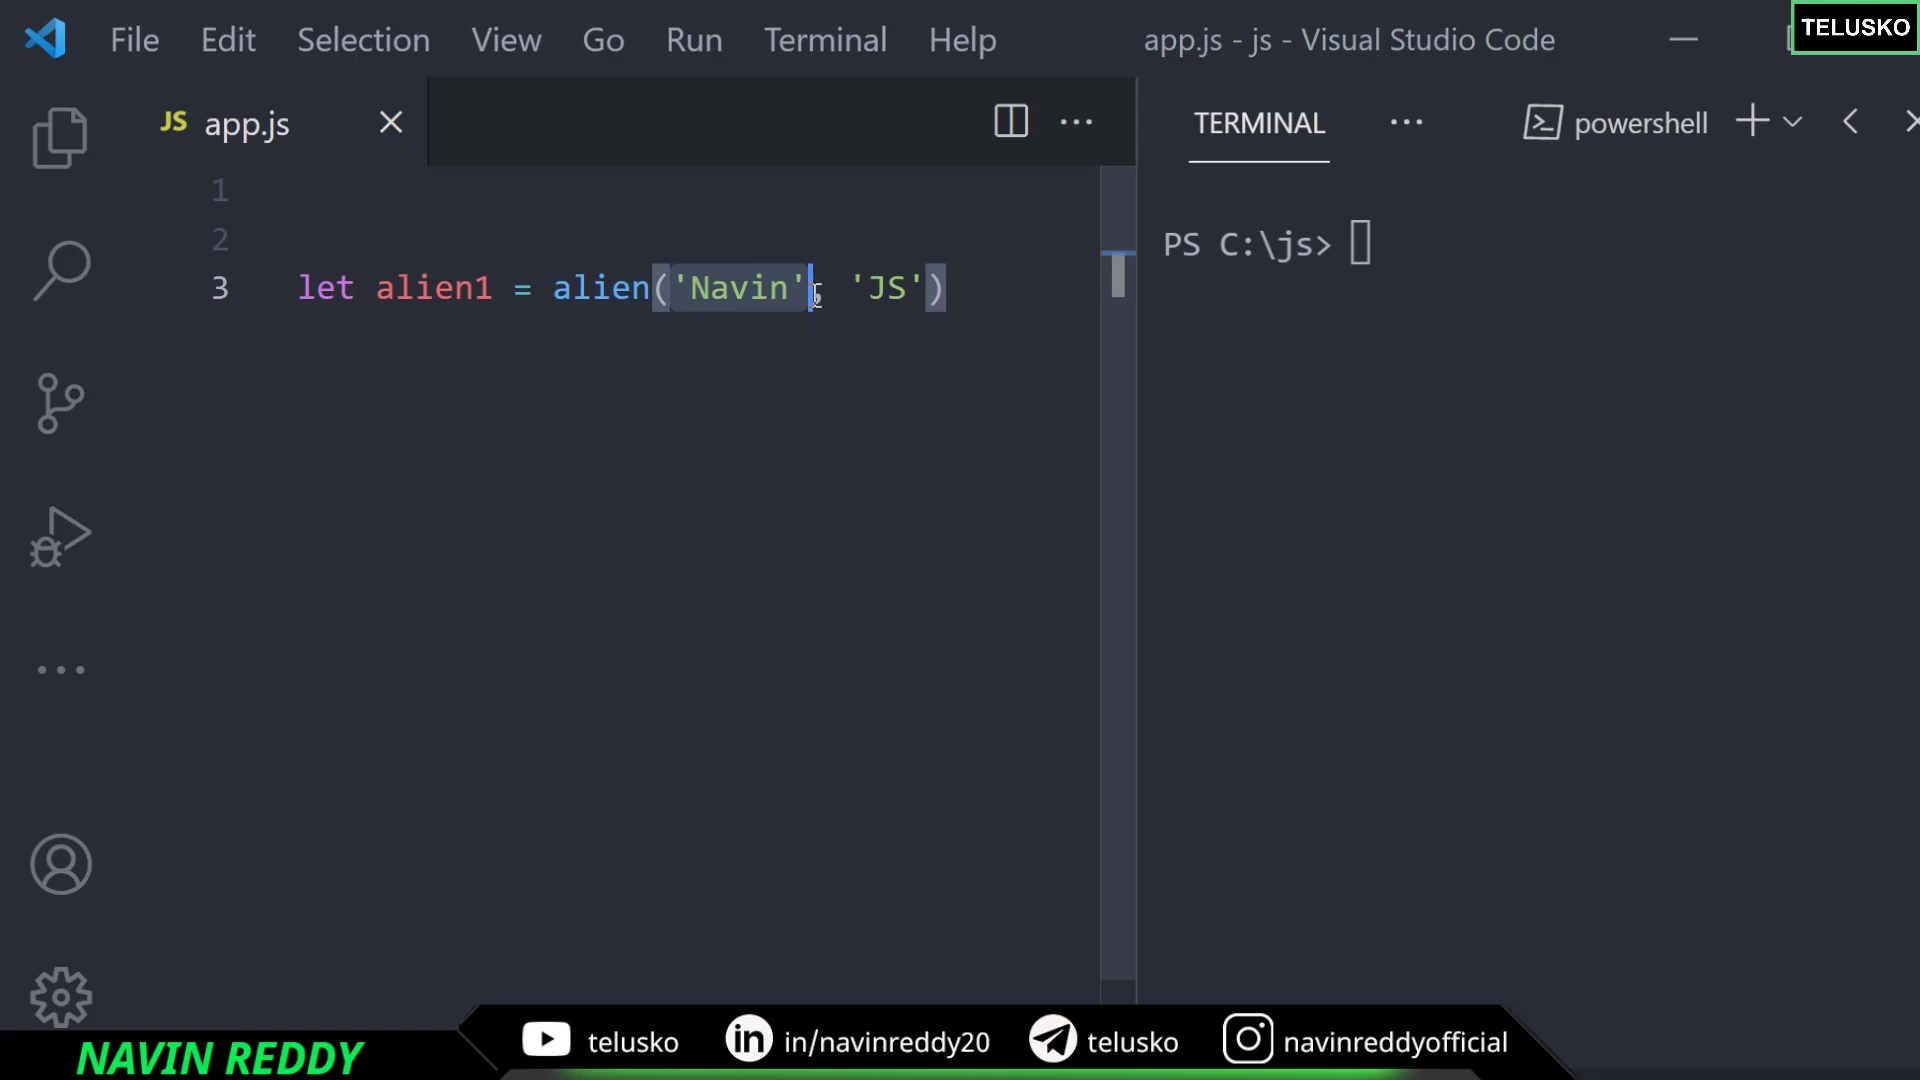 File Edit Selection View Go Run Terminal Help app.js - js - Visual Studio Code TELUSKO
JS app.js
TERMINAL powershell
1
2
3 let alien1 = alien('Navin', 'JS')
PS C:\js>
NAVIN REDDY
telusko in/navinreddy20 telusko navinreddyofficial